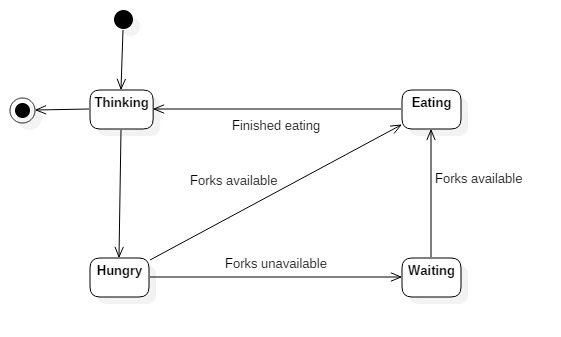 Thinking
Eating
Finished eating
Forks available
Forks available
Forks unavailable
Hungry
Waiting